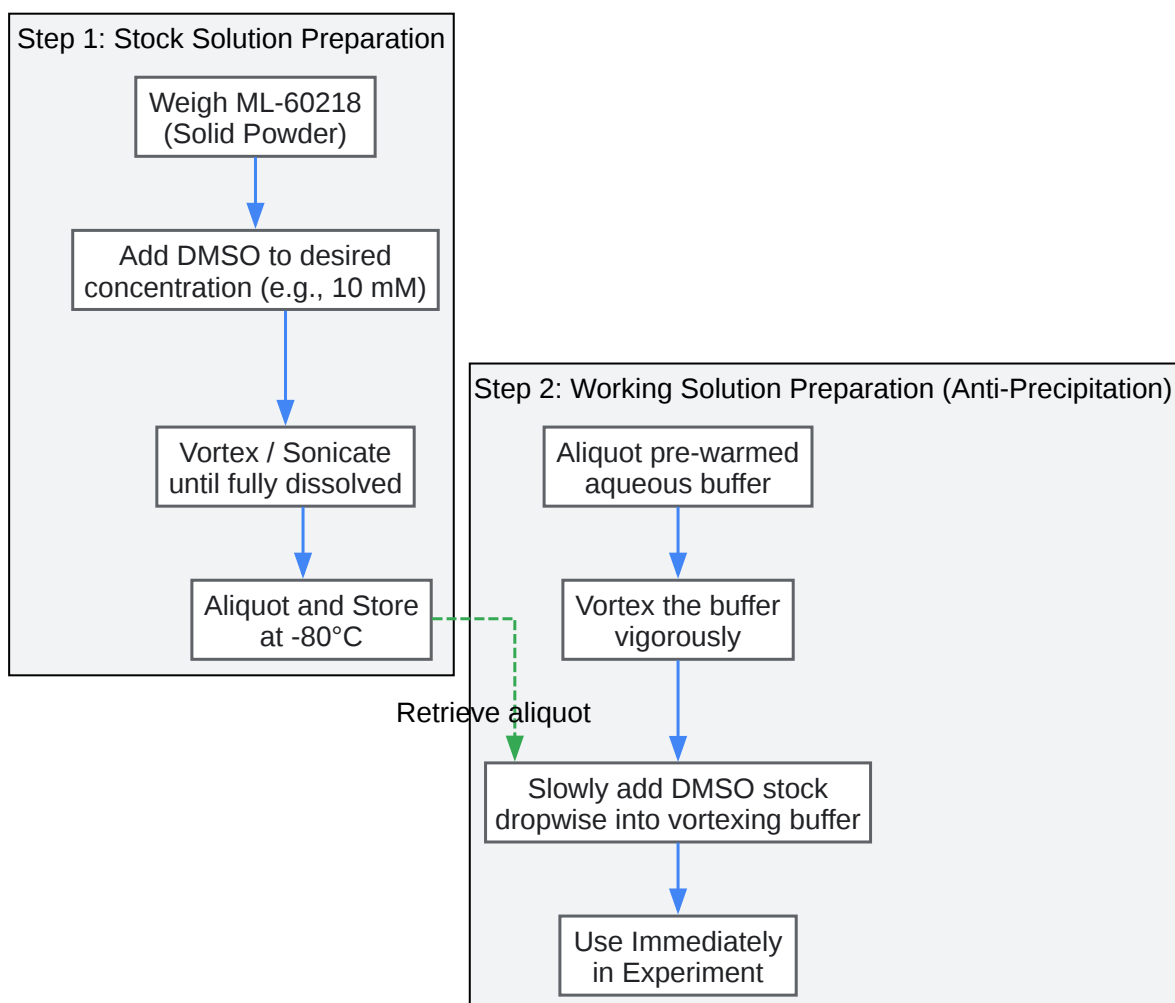 Step 1: Stock Solution Preparation
Weigh ML-60218
(Solid Powder)
Add DMSO to desired
concentration (e.g., 10 mM)
Vortex / Sonicate
until fully dissolved
Aliquot and Store
at -80°C
Retrieve aliquot
Step 2: Working Solution Preparation (Anti-Precipitation)
Aliquot pre-warmed
aqueous buffer
Vortex the buffer
vigorously
Slowly add DMSO stock
dropwise into vortexing buffer
Use Immediately
in Experiment